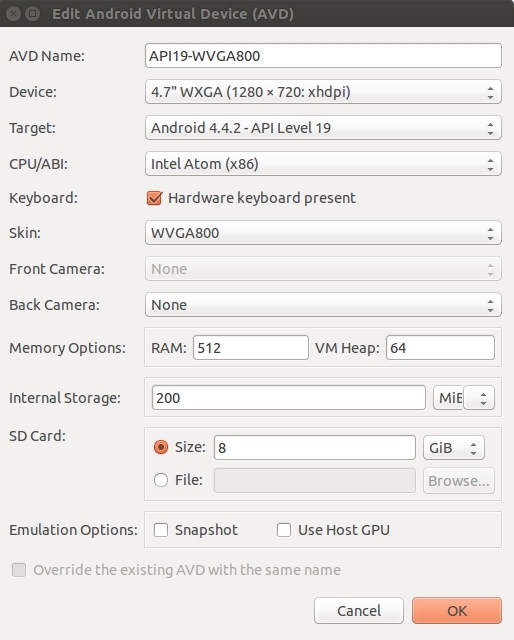 Edit Android Virtual Device (AVD)
AVD Name: API19-WVGA800
Device: 4.7" WXGA (1280 × 720: xhdpi)
Target: Android 4.4.2 - API Level 19
CPU/ABI: Intel Atom (x86)
Keyboard: Hardware keyboard present
Skin: WVGA800
Front Camera: None
Back Camera: None
Memory Options: RAM: 512 VM Heap: 64
Internal Storage: 200 MiE
SD Card:
Size: 8 GiB
File: Browse...
Emulation Options: Snapshot Use Host GPU
Override the existing AVD with the same name
Cancel OK